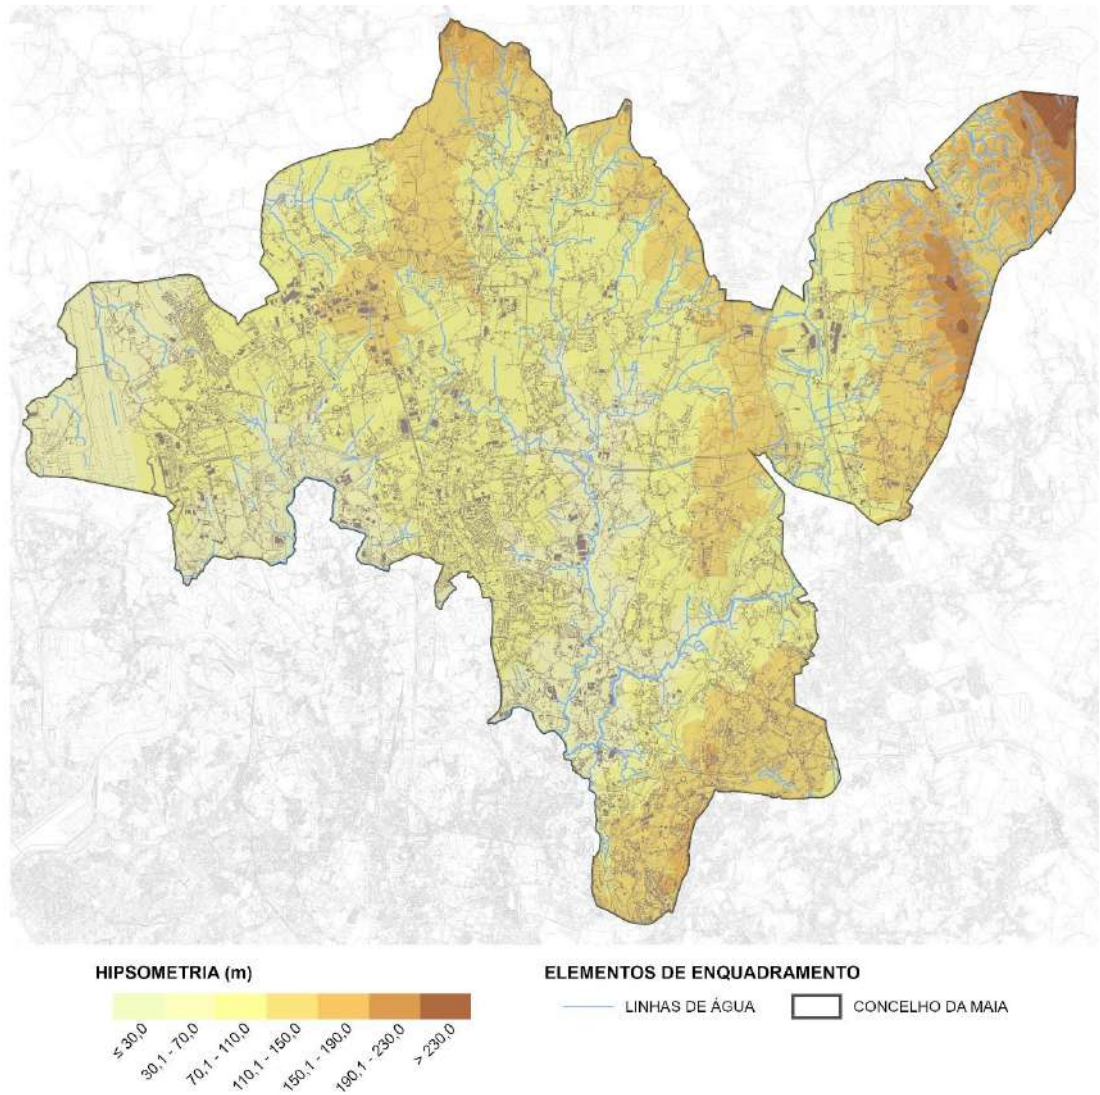 HIPSOMETRIA (m)
≤ 30,0
30,1 - 70,0
70,1 - 110,0
110,1 - 150,0
150,1 - 190,0
190,1 - 230,0
> 230,0
ELEMENTOS DE ENQUADRAMENTO
LINHAS DE ÁGUA
CONCELHO DA MAIA